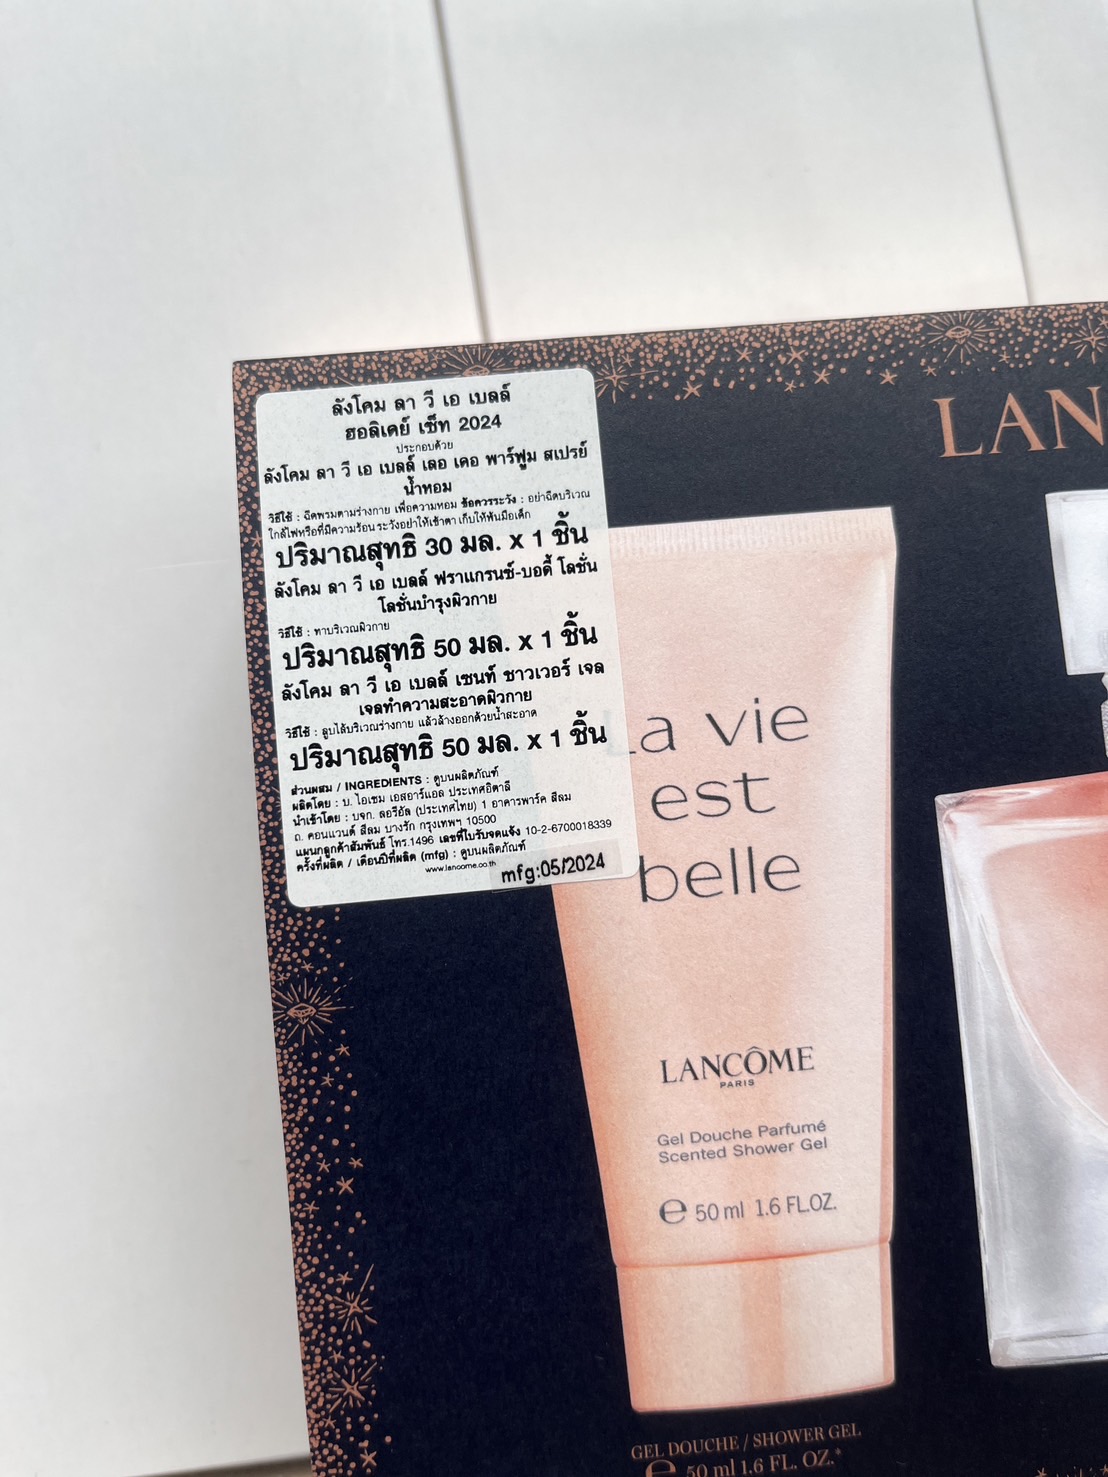 ลังโคม ลา วี เอ เบลล์
ฮอลิเดย์ เซ็ท 2024
ประกอบด้วย
ลังโคม ลา วี เอ เบลล์ เลอ เดอ พาร์ฟูม สเปรย์
น้ำหอม
วิธีใช้ : ฉีดพรมตามร่างกาย เพื่อความหอม ข้อควรระวัง : อย่าฉีดบริเวณ
ใกล้ไฟหรือที่มีความร้อน ระวังอย่าให้เข้าตา เก็บให้พ้นมือเด็ก
ปริมาณสุทธิ 30 มล. x 1 ชิ้น
ลังโคม ลา วี เอ เบลล์ ฟราแกรนซ์-บอดี้ โลชั่น
โลชั่นบำรุงผิวกาย
วิธีใช้ : ทาบริเวณผิวกาย
ปริมาณสุทธิ 50 มล. x 1 ชิ้น
ลังโคม ลา วี เอ เบลล์ เซนท์ ชาวเวอร์ เจล
เจลทำความสะอาดผิวกาย
วิธีใช้ : ลูบไล้บริเวณร่างกาย แล้วล้างออกด้วยน้ำสะอาด
ปริมาณสุทธิ 50 มล. x 1 ชิ้น
ส่วนผสม / INGREDIENTS : ดูบนผลิตภัณฑ์
ผลิตโดย : บ. ไอเซม เอสอาร์แอล ประเทศอิตาลี
นำเข้าโดย : บจก. ลอรีอัล (ประเทศไทย) 1 อาคารพาร์ค สีลม
ถ. คอนแวนต์ สีลม บางรัก กรุงเทพฯ 10500
แผนกลูกค้าสัมพันธ์ โทร.1496 เลขที่ใบรับจดแจ้ง 10-2-6700018339
ครั้งที่ผลิต / เดือนปีที่ผลิต (mfg) : ดูบนผลิตภัณฑ์
www.lancome.co.th
mfg:05/2024
LAN
La vie
est
belle
LANCÔME
PARIS
Gel Douche Parfumé
Scented Shower Gel
℮ 50 ml 1.6 FL.OZ.
GEL DOUCHE / SHOWER GEL
℮ 50 ml 1.6 FL. OZ.*